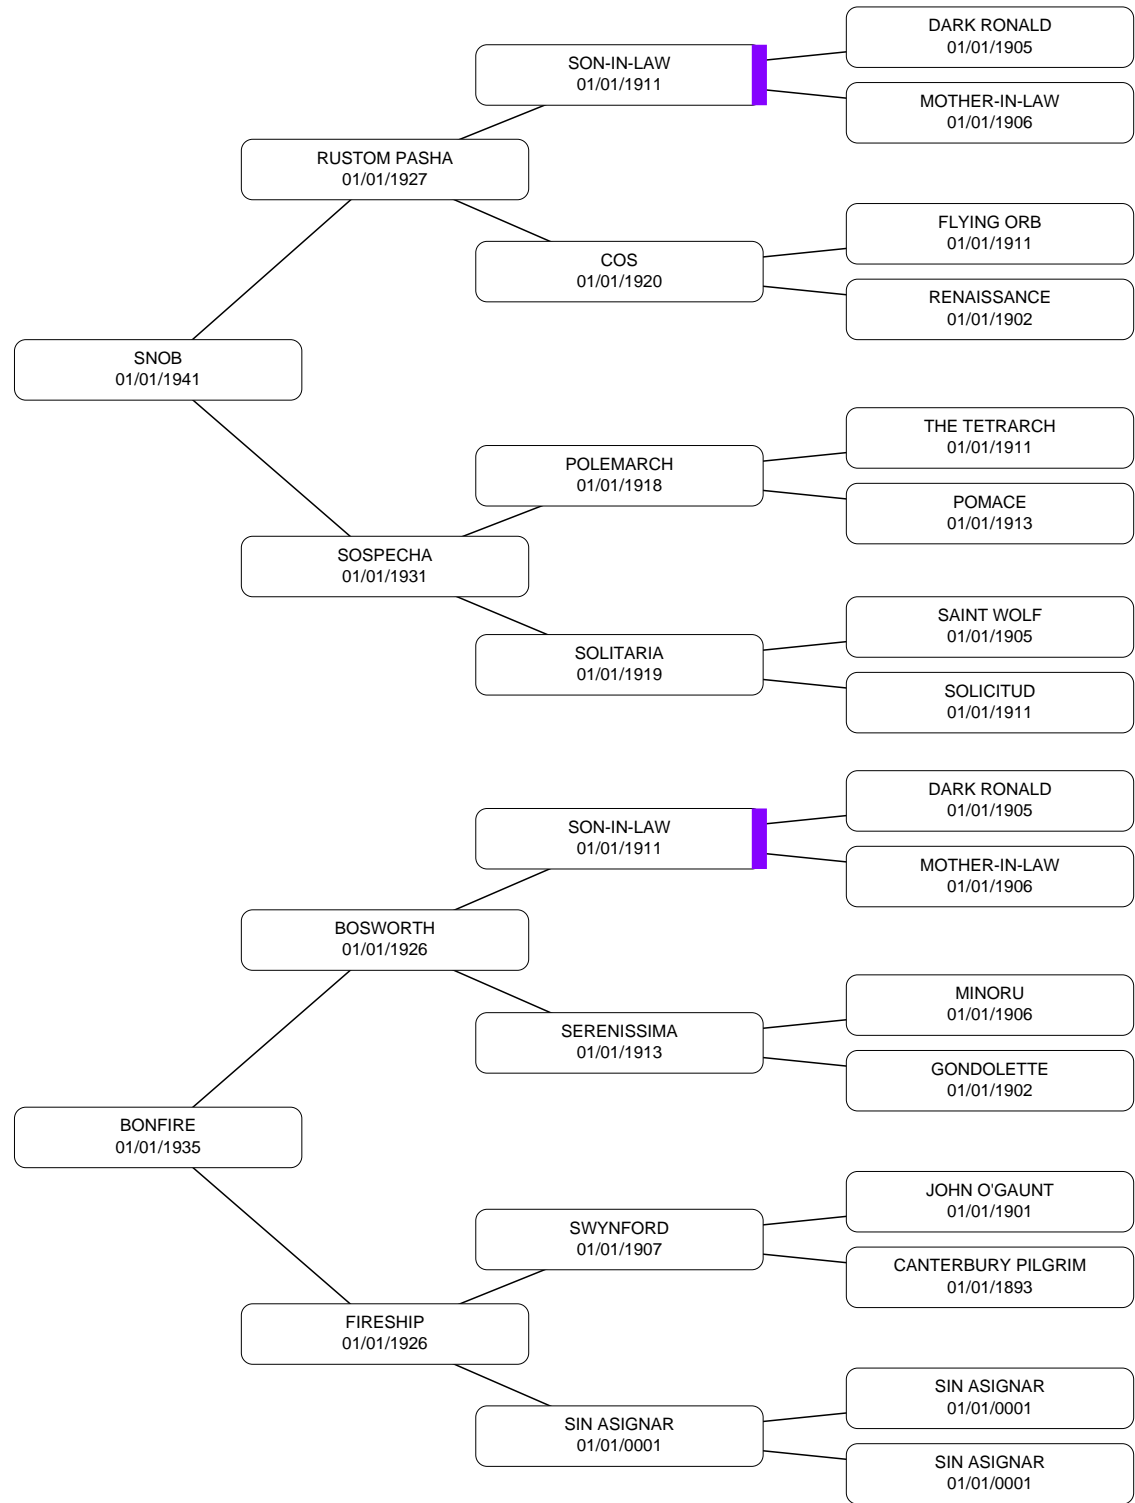 DARK RONALD
01/01/1905
SON-IN-LAW
01/01/1911
MOTHER-IN-LAW
01/01/1906
RUSTOM PASHA
01/01/1927
FLYING ORB
01/01/1911
COS
01/01/1920
RENAISSANCE
01/01/1902
SNOB
01/01/1941
THE TETRARCH
01/01/1911
POLEMARCH
01/01/1918
POMACE
01/01/1913
SOSPECHA
01/01/1931
SAINT WOLF
01/01/1905
SOLITARIA
01/01/1919
SOLICITUD
01/01/1911
DARK RONALD
01/01/1905
SON-IN-LAW
01/01/1911
MOTHER-IN-LAW
01/01/1906
BOSWORTH
01/01/1926
MINORU
01/01/1906
SERENISSIMA
01/01/1913
GONDOLETTE
01/01/1902
BONFIRE
01/01/1935
JOHN O'GAUNT
01/01/1901
SWYNFORD
01/01/1907
CANTERBURY PILGRIM
01/01/1893
FIRESHIP
01/01/1926
SIN ASIGNAR
01/01/0001
SIN ASIGNAR
01/01/0001
SIN ASIGNAR
01/01/0001